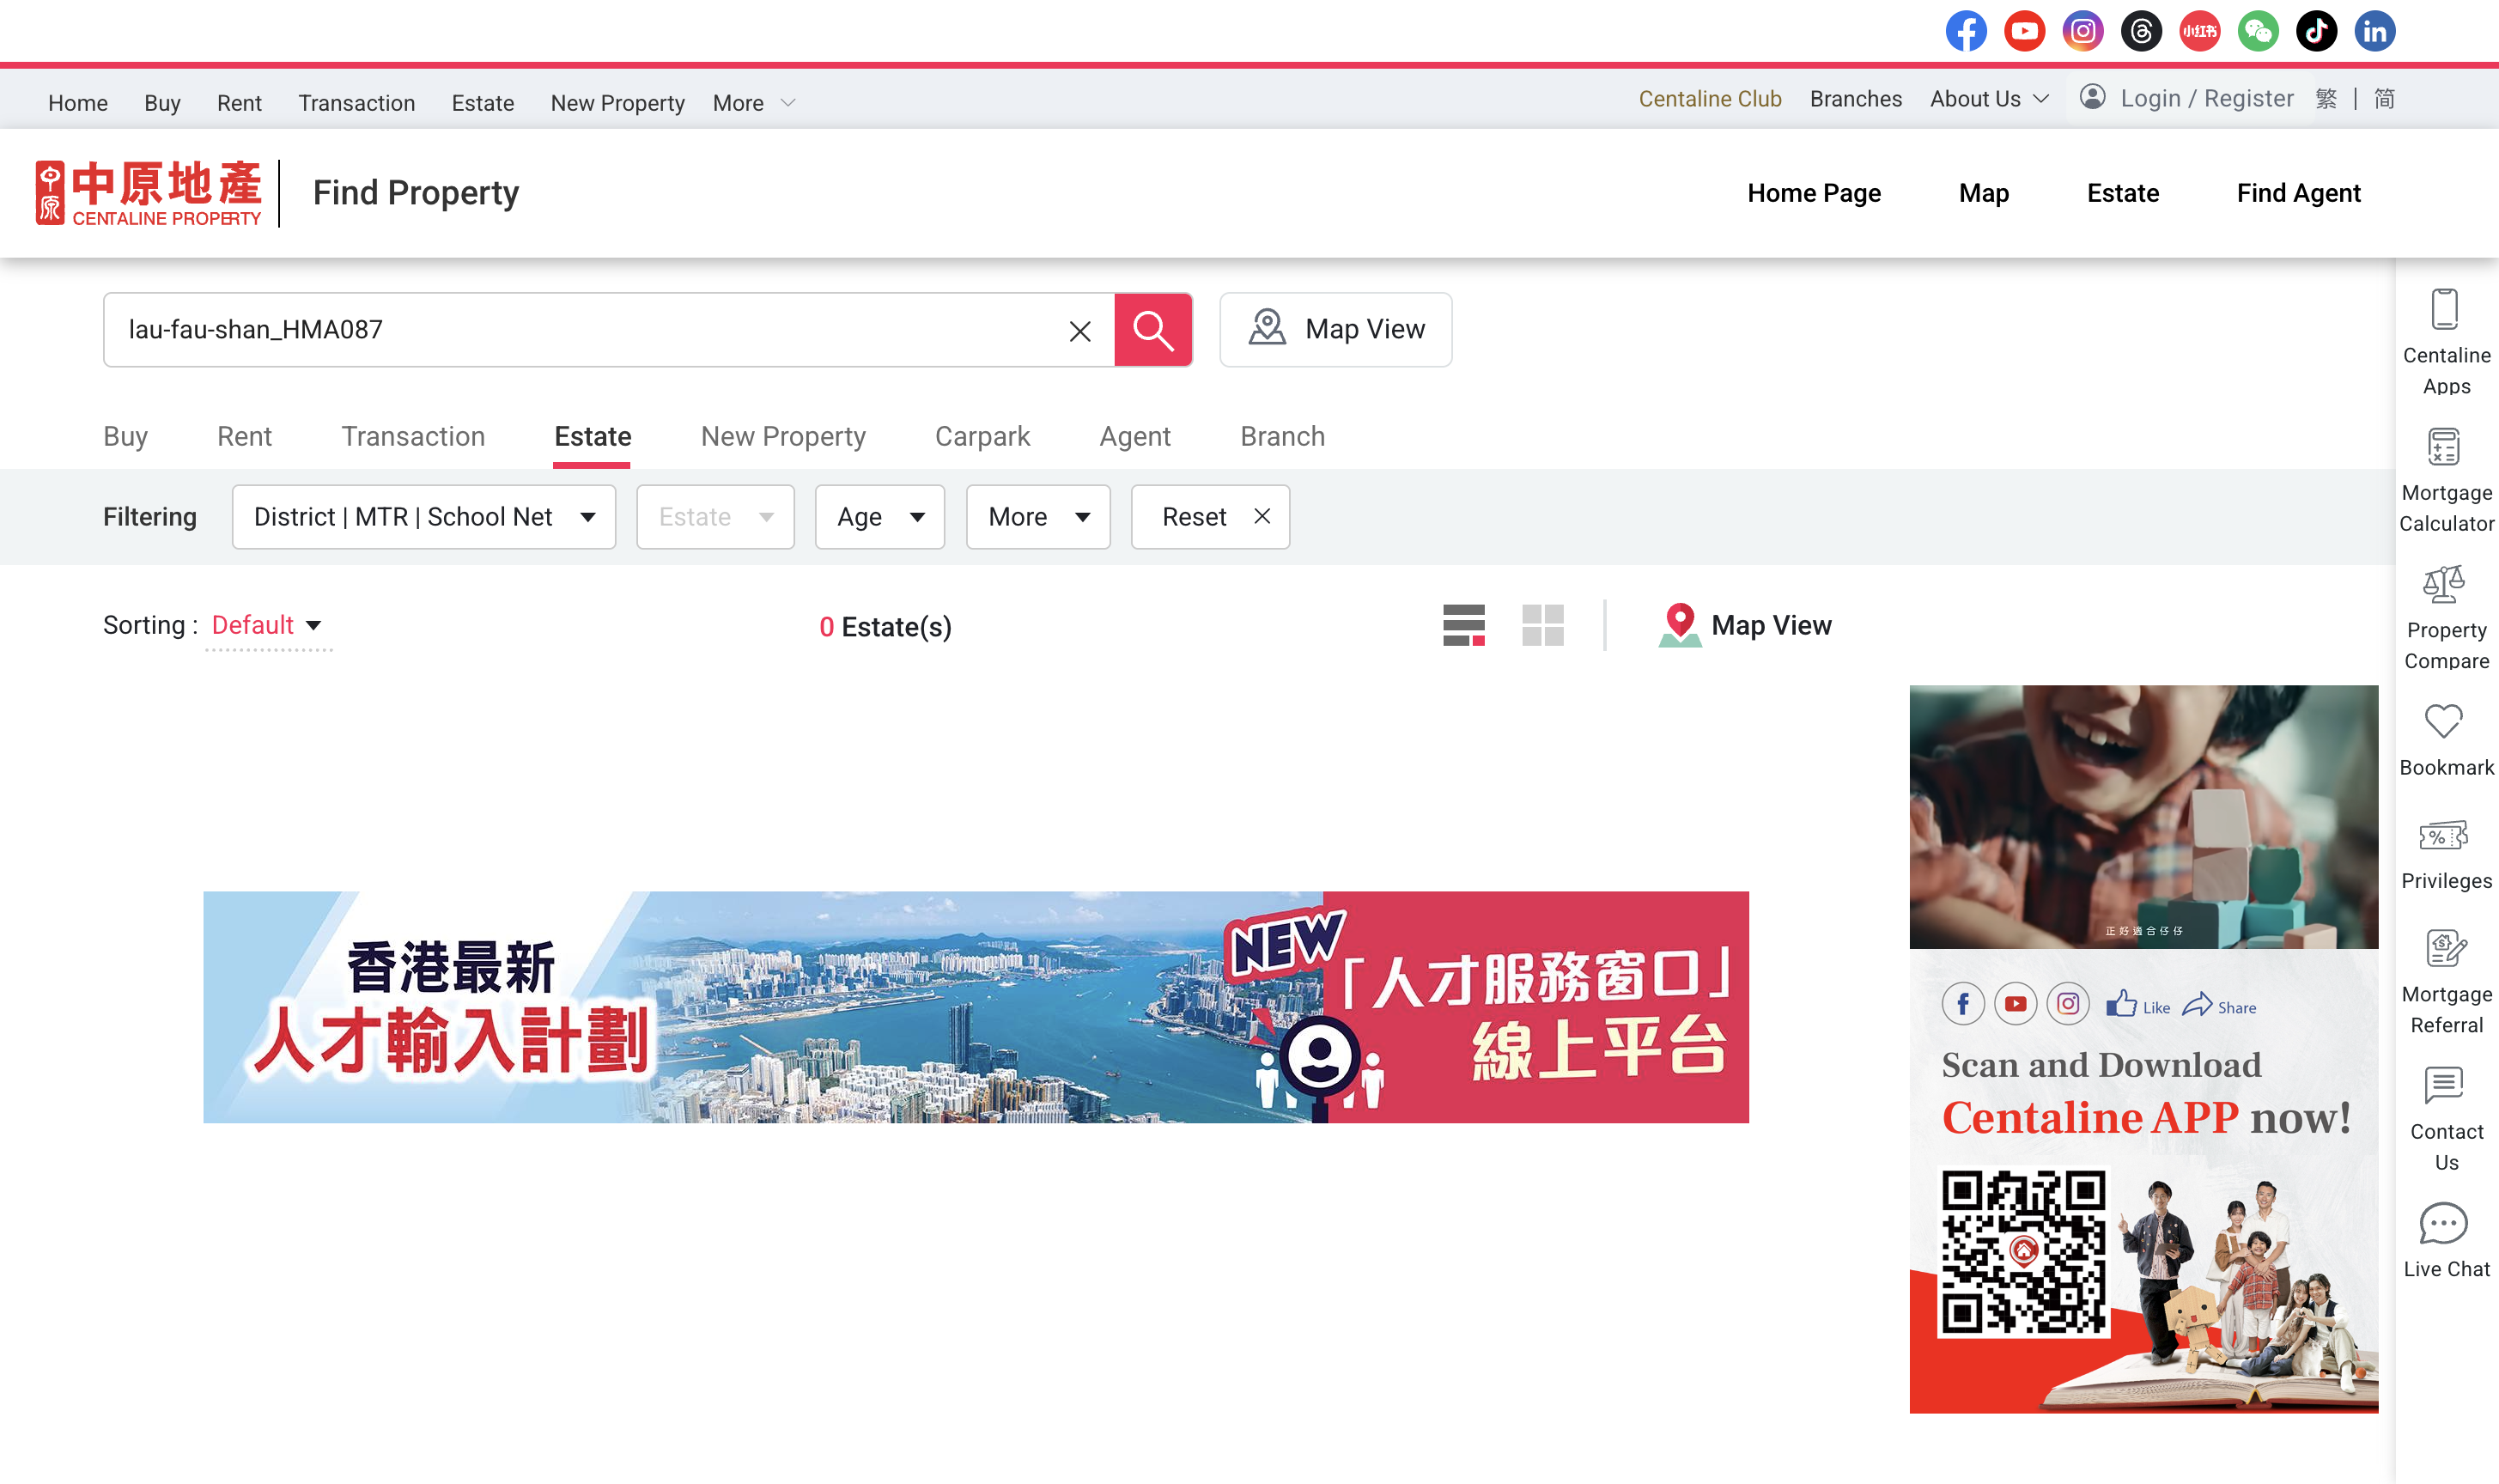 小红书
in
Home Buy Rent Transaction Estate New Property More
Centaline Club Branches About Us Login / Register 繁 | 简
中原
中原地產
CENTALINE PROPERTY
Find Property
Home Page Map Estate Find Agent
lau-fau-shan_HMA087
Map View
Buy Rent Transaction Estate New Property Carpark Agent Branch
Filtering District | MTR | School Net Estate Age More Reset
Sorting : Default
0 Estate(s)
Map View
香港最新
人才輸入計劃
NEW
「人才服務窗口」
線上平台
正好適合仔仔
Like Share
Scan and Download
Centaline APP now!
Centaline
Apps
Mortgage
Calculator
Property
Compare
Bookmark
%
Privileges
Mortgage
Referral
Contact
Us
Live Chat